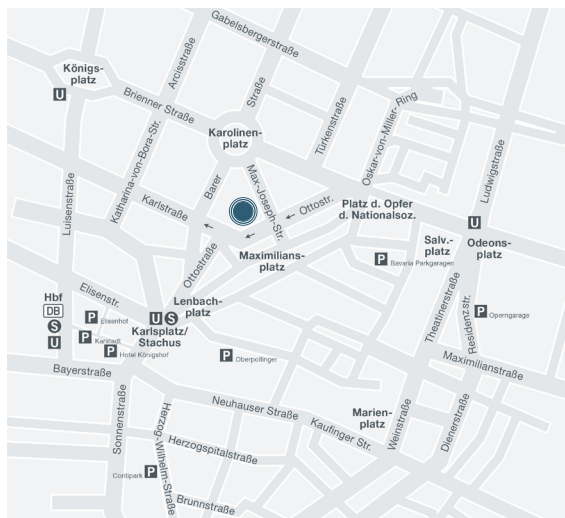 Gabelsbergerstraße
Königs-
platz
U
Arcisstraße
Brienner Straße
Straße
Karolinen-
platz
Türkenstraße
Oskar-von-Miller-Ring
Ludwigstraße
Katharina-von-Bora-Str.
Luisenstraße
Karlstraße
Barer
Max-Joseph-Str.
Ottostr.
Platz d. Opfer
d. Nationalsoz.
U
Odeons-
platz
Salv.-
platz
P
Bavaria Parkgaragen
Maximilians-
platz
Ottostraße
Elisenstr.
Lenbach-
platz
U S
Karlsplatz/
Stachus
Hbf
DB
S
U
P Elisenhof
P Karlstadt
P Hotel Königshof
P Oberpollinger
Theatinerstraße
Residenzstr.
P Operngarage
Maximilianstraße
Bayerstraße
Sonnenstraße
Neuhauser Straße
Kaufinger Str.
Marien-
platz
Weinstraße
Dienerstraße
Herzog-Wilhelm-Straße
Herzogspitalstraße
Contipark P
Brunnstraße